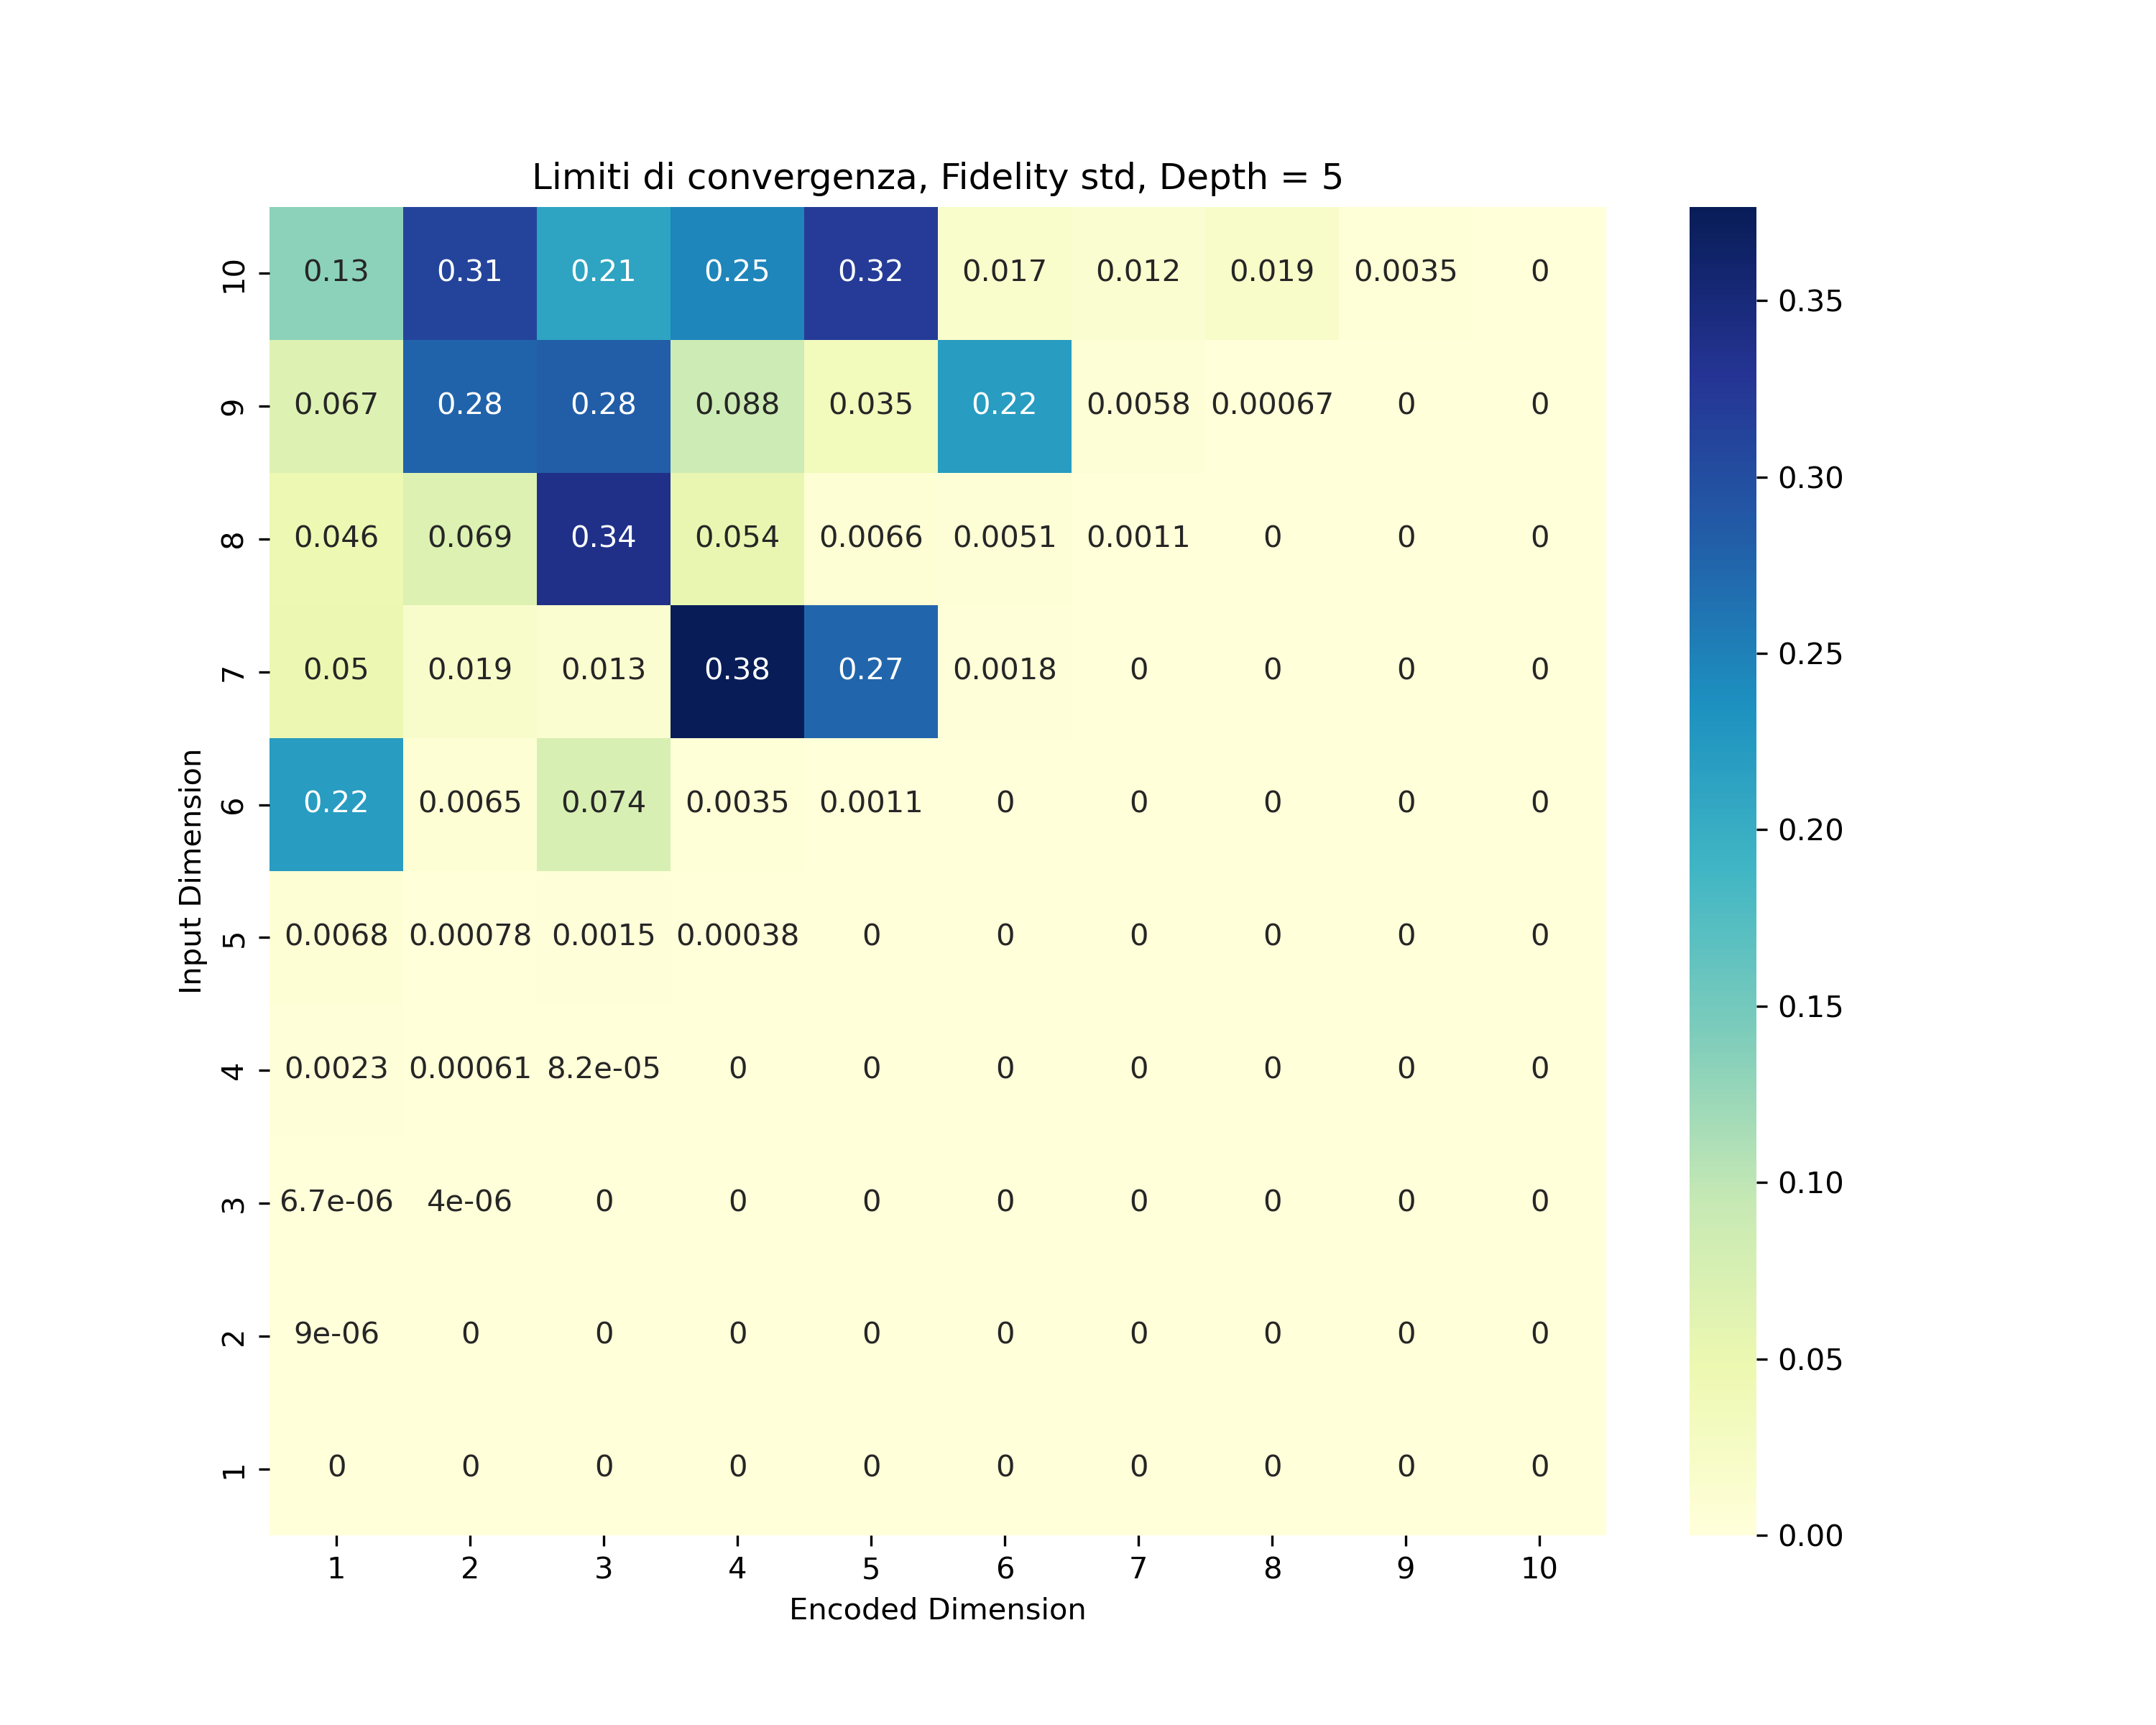 Limiti di convergenza, Fidelity std, Depth = 5
10 0.13 0.31 0.21 0.25 0.32 0.017 0.012 0.019 0.0035 0
9 0.067 0.28 0.28 0.088 0.035 0.22 0.0058 0.00067 0 0
8 0.046 0.069 0.34 0.054 0.0066 0.0051 0.0011 0 0 0
7 0.05 0.019 0.013 0.38 0.27 0.0018 0 0 0 0
6 0.22 0.0065 0.074 0.0035 0.0011 0 0 0 0 0
5 0.0068 0.00078 0.0015 0.00038 0 0 0 0 0 0
4 0.0023 0.00061 8.2e-05 0 0 0 0 0 0 0
3 6.7e-06 4e-06 0 0 0 0 0 0 0 0
2 9e-06 0 0 0 0 0 0 0 0 0
1 0 0 0 0 0 0 0 0 0 0
1 2 3 4 5 6 7 8 9 10
Encoded Dimension
Input Dimension
0.35
0.30
0.25
0.20
0.15
0.10
0.05
0.00